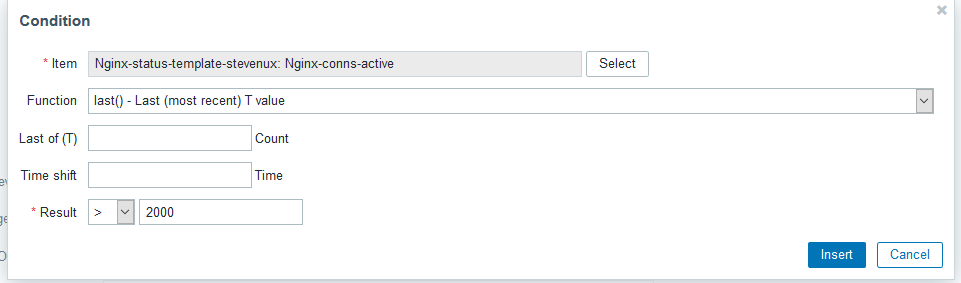 Condition
* Item Nginx-status-template-stevenux: Nginx-conns-active Select
Function last() - Last (most recent) T value
Last of (T) Count
Time shift Time
* Result > 2000
Insert Cancel